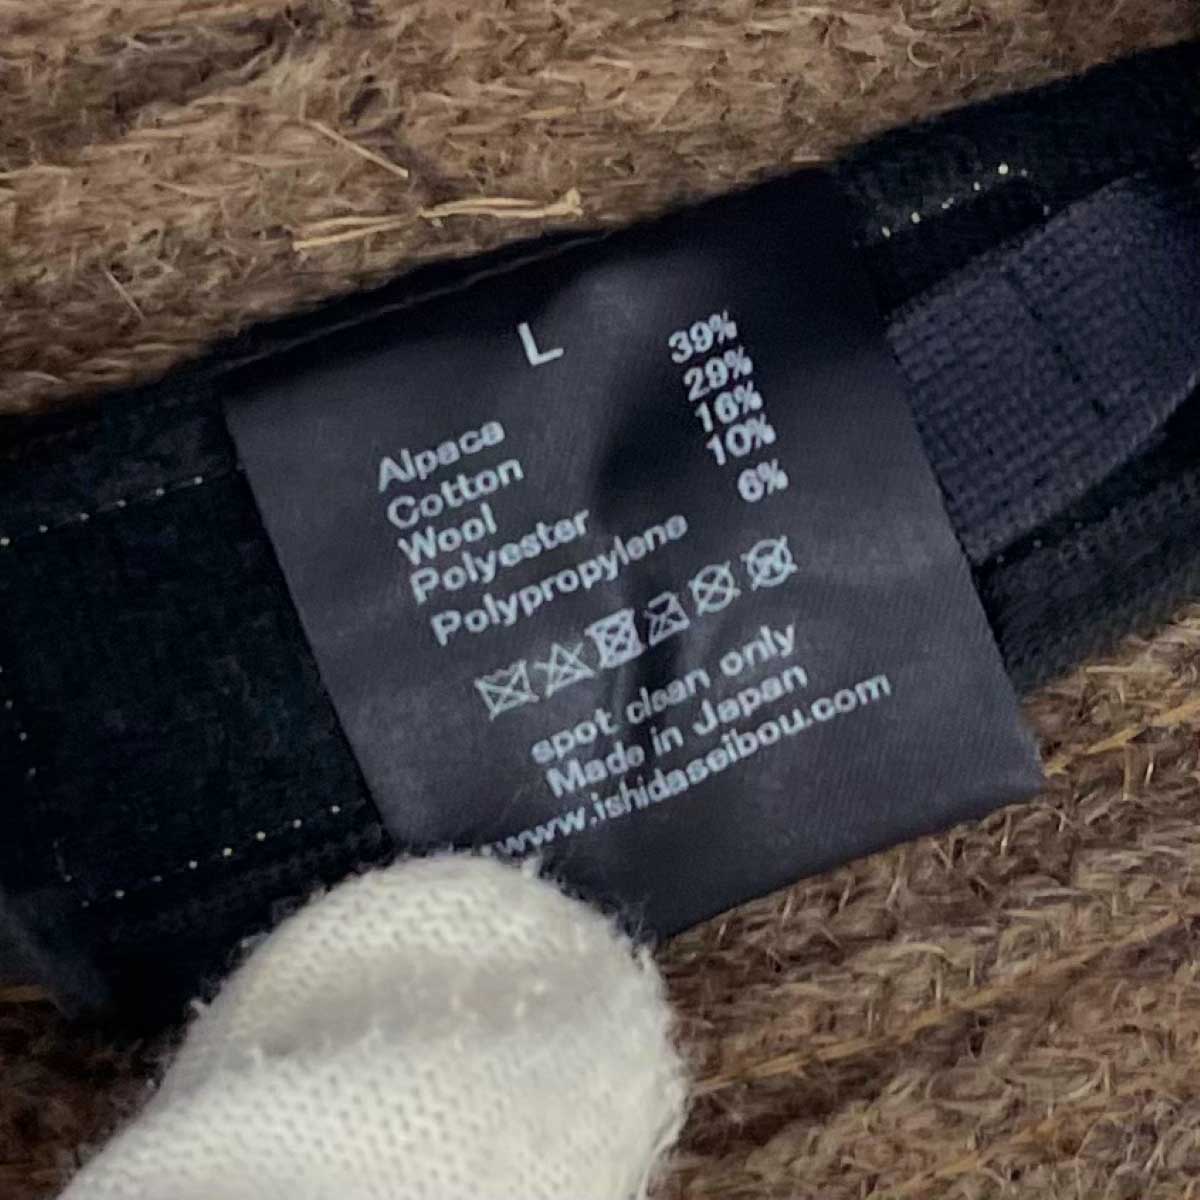 L
Alpaca 39%
Cotton 29%
Wool 16%
Polyester 10%
Polypropylene 6%
spot clean only
Made in Japan
www.ishidaseibou.com